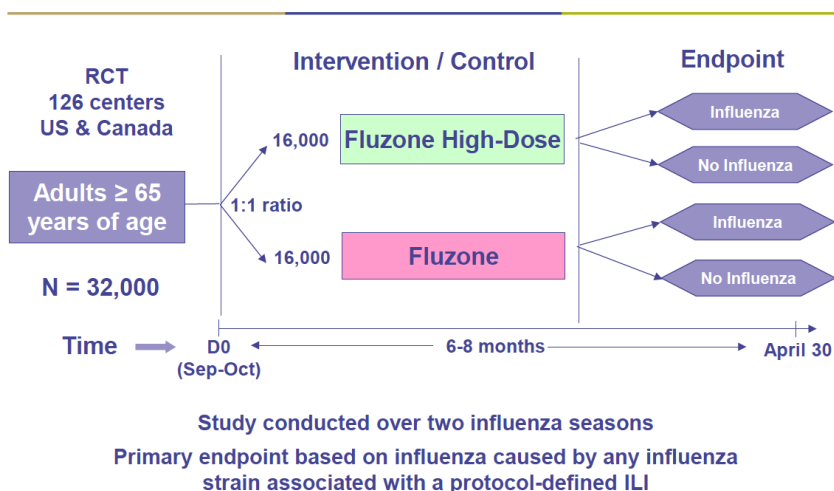 RCT
126 centers
US & Canada
Adults ≥ 65
years of age
N = 32,000
Intervention / Control
1:1 ratio
16,000
Fluzone High-Dose
16,000
Fluzone
Endpoint
Influenza
No Influenza
Influenza
No Influenza
Time
D0
(Sep-Oct)
6-8 months
April 30
Study conducted over two influenza seasons
Primary endpoint based on influenza caused by any influenza
strain associated with a protocol-defined ILI